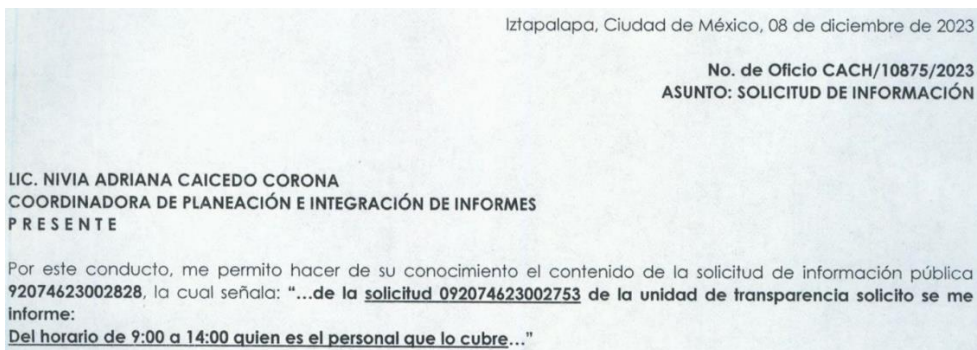 Iztapalapa, Ciudad de México, 08 de diciembre de 2023
No. de Oficio CACH/10875/2023
ASUNTO: SOLICITUD DE INFORMACIÓN
LIC. NIVIA ADRIANA CAICEDO CORONA
COORDINADORA DE PLANEACIÓN E INTEGRACIÓN DE INFORMES
P R E S E N T E
Por este conducto, me permito hacer de su conocimiento el contenido de la solicitud de información pública
92074623002828, la cual señala: "...de la solicitud 092074623002753 de la unidad de transparencia solicito se me
informe:
Del horario de 9:00 a 14:00 quien es el personal que lo cubre..."